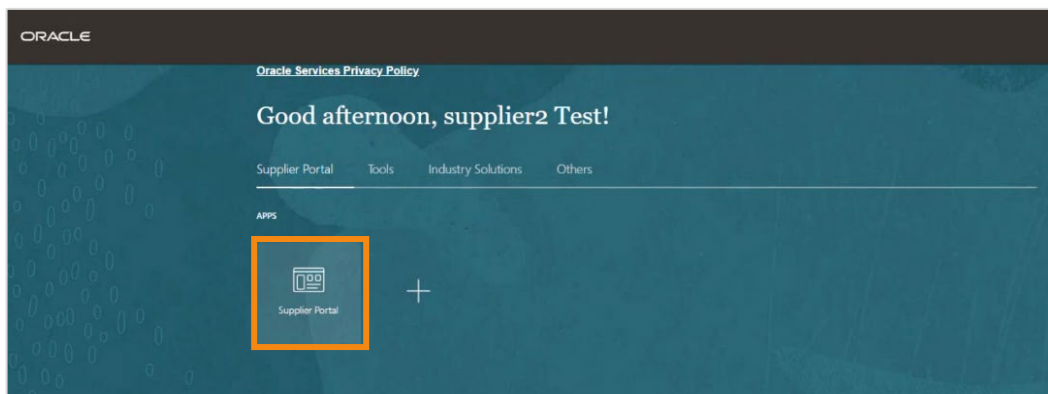 ORACLE
Oracle Services Privacy Policy
Good afternoon, supplier2 Test!
Supplier Portal Tools Industry Solutions Others
APPS
Supplier Portal